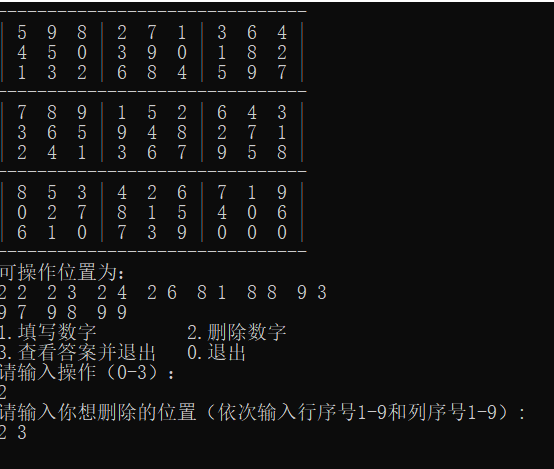 --------------------------------
| 5 9 8 | 2 7 1 | 3 6 4 |
| 4 5 0 | 3 9 0 | 1 8 2 |
| 1 3 2 | 6 8 4 | 5 9 7 |
--------------------------------
| 7 8 9 | 1 5 2 | 6 4 3 |
| 3 6 5 | 9 4 8 | 2 7 1 |
| 2 4 1 | 3 6 7 | 9 5 8 |
--------------------------------
| 8 5 3 | 4 2 6 | 7 1 9 |
| 0 2 7 | 8 1 5 | 4 0 6 |
| 6 1 0 | 7 3 9 | 0 0 0 |
--------------------------------
可操作位置为:
2 2  2 3  2 4  2 6  8 1  8 8  9 3
9 7  9 8  9 9
1.填写数字 2.删除数字
3.查看答案并退出 0.退出
请输入操作（0-3）:
2
请输入你想删除的位置（依次输入行序号1-9和列序号1-9）:
2 3